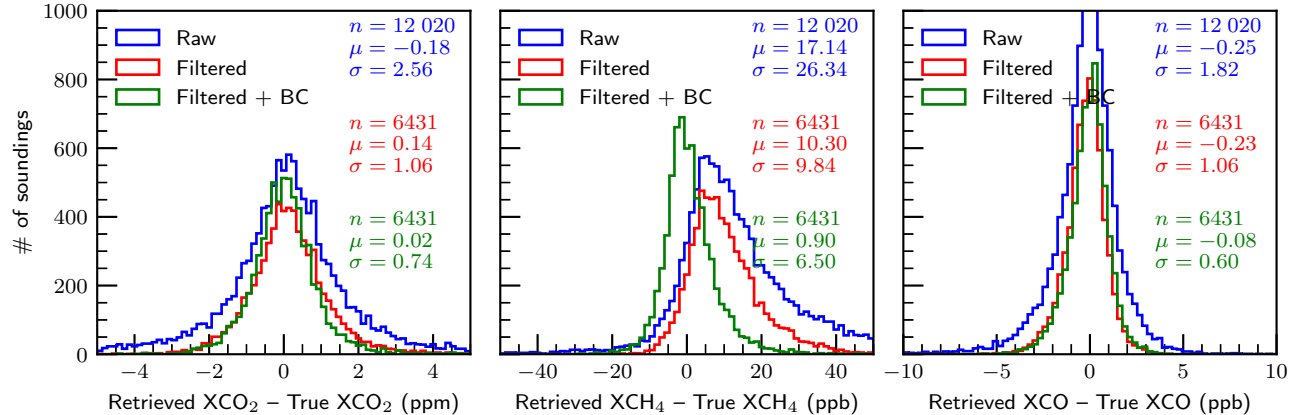 # of soundings
1000
800
600
400
200
0
Raw
Filtered
Filtered + BC
n = 12 020
μ = −0.18
σ = 2.56
n = 6431
μ = 0.14
σ = 1.06
n = 6431
μ = 0.02
σ = 0.74
−4 −2 0 2 4
Retrieved XCO₂ – True XCO₂ (ppm)
Raw
Filtered
Filtered + BC
n = 12 020
μ = 17.14
σ = 26.34
n = 6431
μ = 10.30
σ = 9.84
n = 6431
μ = 0.90
σ = 6.50
−40 −20 0 20 40
Retrieved XCH₄ – True XCH₄ (ppb)
Raw
Filtered
Filtered + BC
n = 12 020
μ = −0.25
σ = 1.82
n = 6431
μ = −0.23
σ = 1.06
n = 6431
μ = −0.08
σ = 0.60
−10 −5 0 5 10
Retrieved XCO – True XCO (ppb)